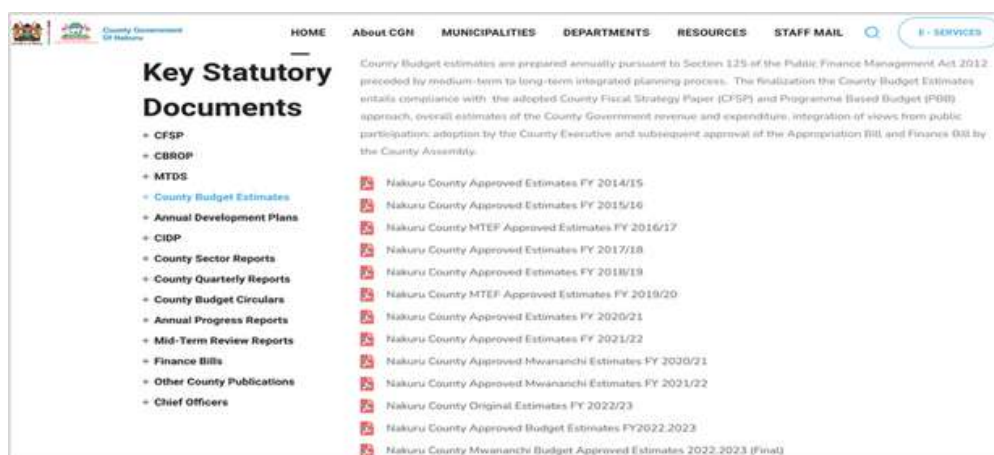 County Government
Of Nakuru
HOME
About CGN
MUNICIPALITIES
DEPARTMENTS
RESOURCES
STAFF MAIL
E - SERVICES
Key Statutory
Documents
+ CFSP
+ CBROP
+ MTDS
+ County Budget Estimates
+ Annual Development Plans
+ CIDP
+ County Sector Reports
+ County Quarterly Reports
+ County Budget Circulars
+ Annual Progress Reports
+ Mid-Term Review Reports
+ Finance Bills
+ Other County Publications
+ Chief Officers
County Budget estimates are prepared annually pursuant to Section 125 of the Public Finance Management Act 2012
preceded by medium-term to long-term integrated planning process. The finalization the County Budget Estimates
entails compliance with the adopted County Fiscal Strategy Paper (CFSP) and Programme Based Budget (PBB)
approach, overall estimates of the County Government revenue and expenditure, integration of views from public
participation; adoption by the County Executive and subsequent approval of the Appropriation Bill and Finance Bill by
the County Assembly.
Nakuru County Approved Estimates FY 2014/15
Nakuru County Approved Estimates FY 2015/16
Nakuru County MTEF Approved Estimates FY 2016/17
Nakuru County Approved Estimates FY 2017/18
Nakuru County Approved Estimates FY 2018/19
Nakuru County MTEF Approved Estimates FY 2019/20
Nakuru County Approved Estimates FY 2020/21
Nakuru County Approved Estimates FY 2021/22
Nakuru County Approved Mwananchi Estimates FY 2020/21
Nakuru County Approved Mwananchi Estimates FY 2021/22
Nakuru County Original Estimates FY 2022/23
Nakuru County Approved Budget Estimates FY2022.2023
Nakuru County Mwananchi Budget Approved Estimates 2022.2023 (Final)